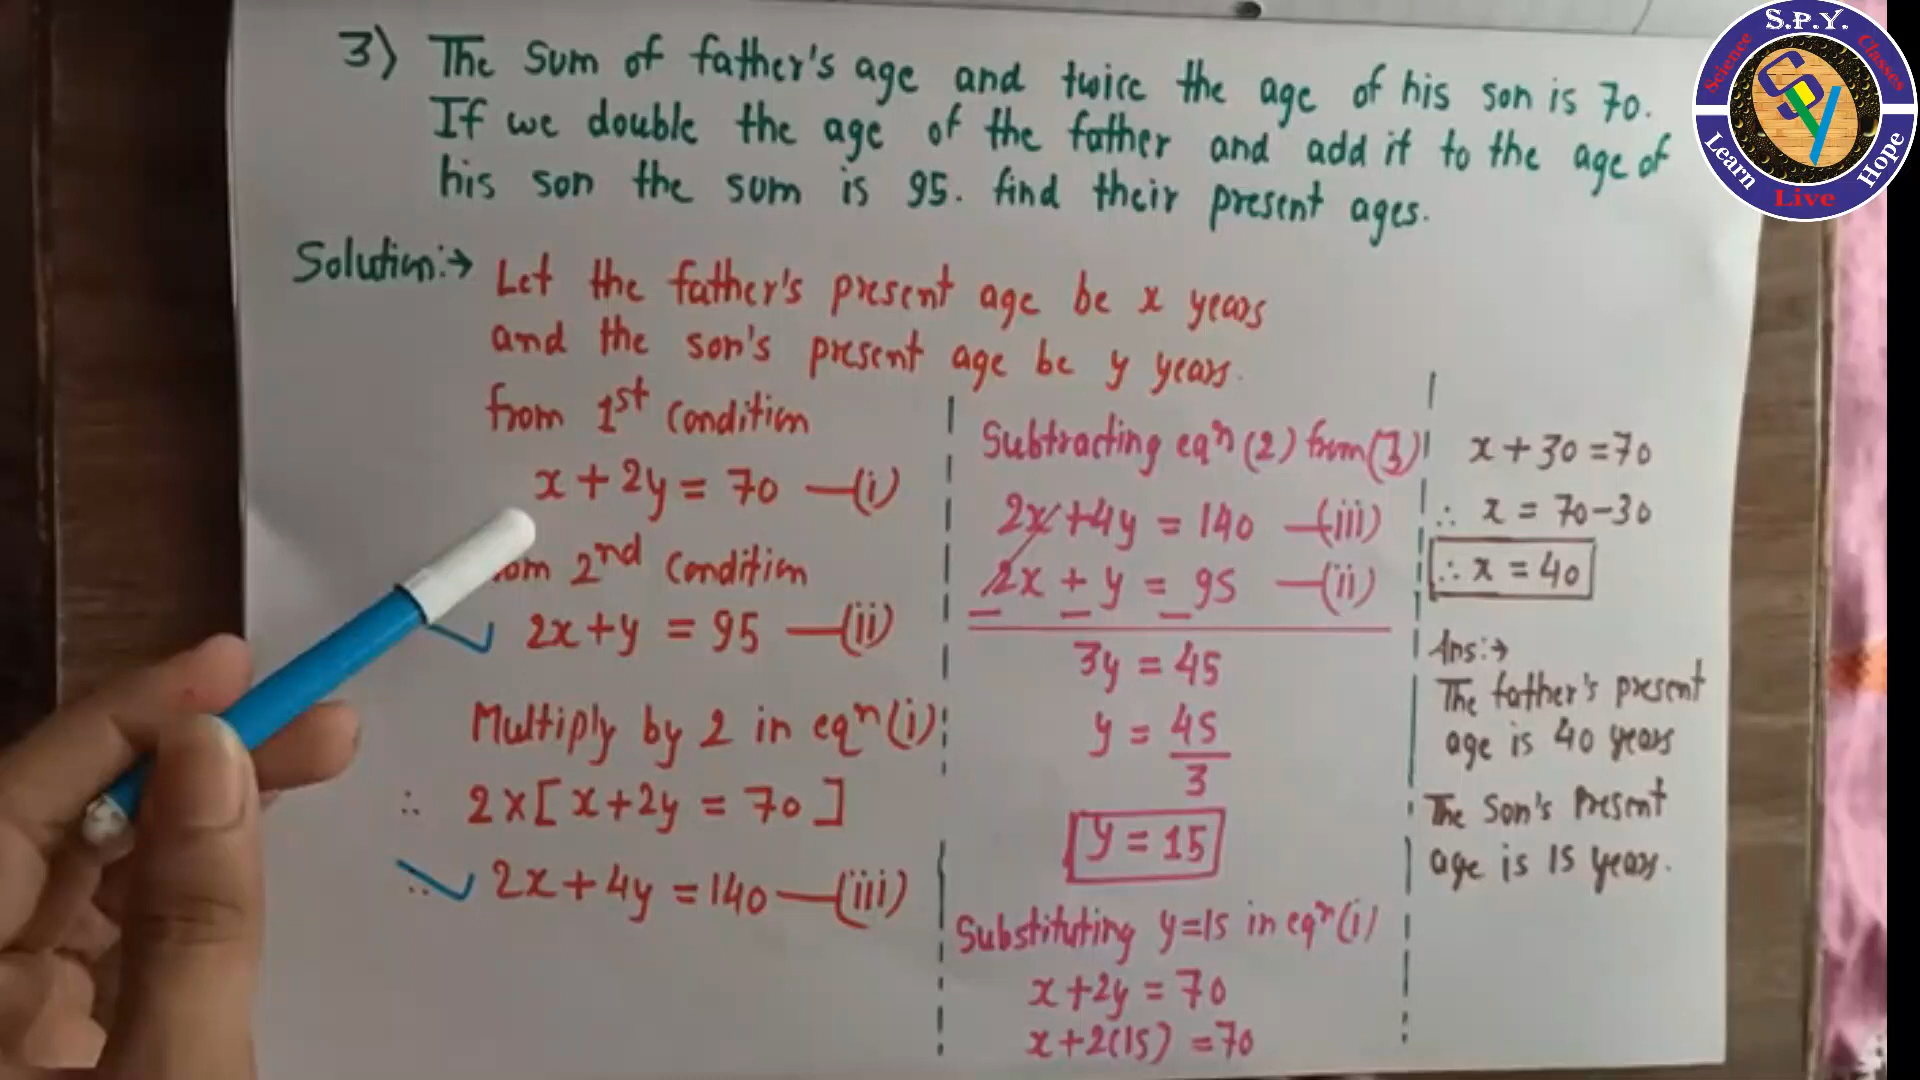 3) The Sum of father's age and twice the age of his son is 70.
If we double the age of the father and add it to the age of
his son the sum is 95. find their present ages.
Solution:→ Let the father's present age be x years
and the son's present age be y years.
from 1st Condition
x + 2y = 70 —(i)
om 2nd Condition
2x + y = 95 —(ii)
Multiply by 2 in eqn (i)
∴ 2 x [ x + 2y = 70 ]
∴ 2x + 4y = 140 —(iii)
Subtracting eqn (2) from (3)
2x + 4y = 140 —(iii)
2x + y = 95 —(ii)
— — —
3y = 45
y = 45
3
y = 15
Substituting y=15 in eqn (i)
x + 2y = 70
x + 2(15) = 70
x + 30 = 70
∴ x = 70 - 30
∴ x = 40
Ans:→
The father's present
age is 40 years
The Son's Present
age is 15 years.
S.P.Y.
Science Classes
SPY
Learn Live Hope